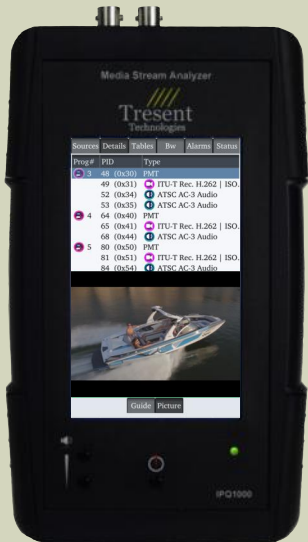 Media Stream Analyzer
Tresent
Technologies
Sources Details Tables Bw Alarms Status
Prog# PID Type
3 48 (0x30) PMT
49 (0x31) ITU-T Rec. H.262 | ISO.
52 (0x34) ATSC AC-3 Audio
53 (0x35) ATSC AC-3 Audio
4 64 (0x40) PMT
65 (0x41) ITU-T Rec. H.262 | ISO.
68 (0x44) ATSC AC-3 Audio
5 80 (0x50) PMT
81 (0x51) ITU-T Rec. H.262 | ISO.
84 (0x54) ATSC AC-3 Audio
Guide Picture
IPQ1000